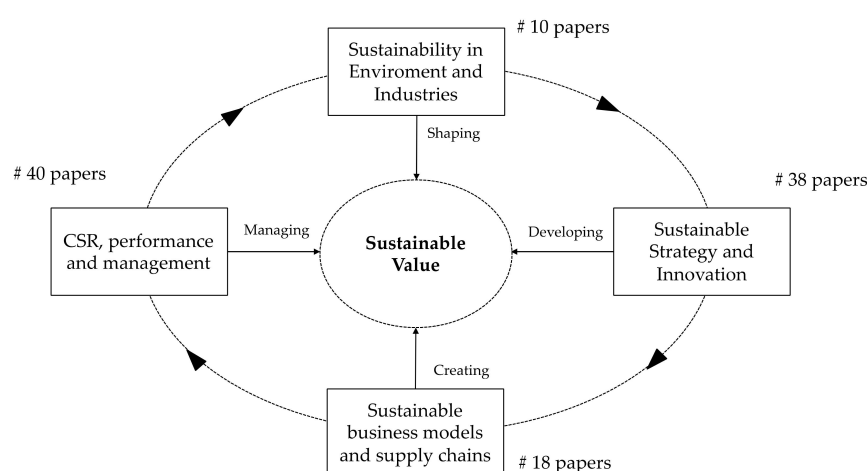 # 10 papers
Sustainability in
Enviroment and
Industries
Shaping
# 40 papers
# 38 papers
CSR, performance
and management
Managing
Sustainable
Value
Developing
Sustainable
Strategy and
Innovation
Creating
Sustainable
business models
and supply chains
# 18 papers